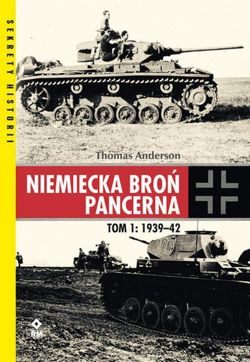 SEKRETY HISTORII
Thomas Anderson
NIEMIECKA BROŃ
PANCERNA
TOM 1: 1939–42
RM